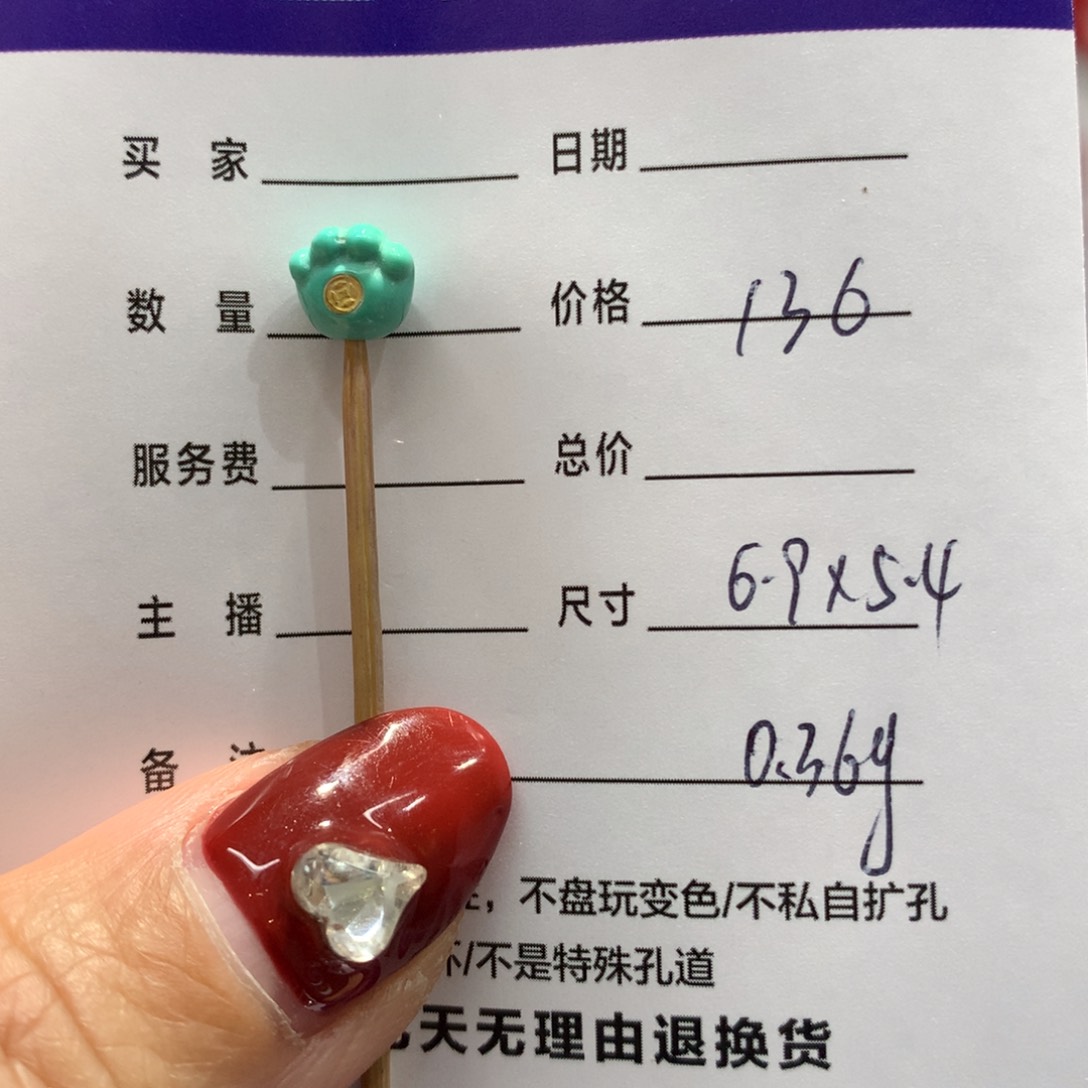 买 家 日期
数 量 价格 136
服务费 总价
主 播 尺寸 6.9x5.4
备 0.36g
，不盘玩变色/不私自扩孔
/不是特殊孔道
天无理由退换货